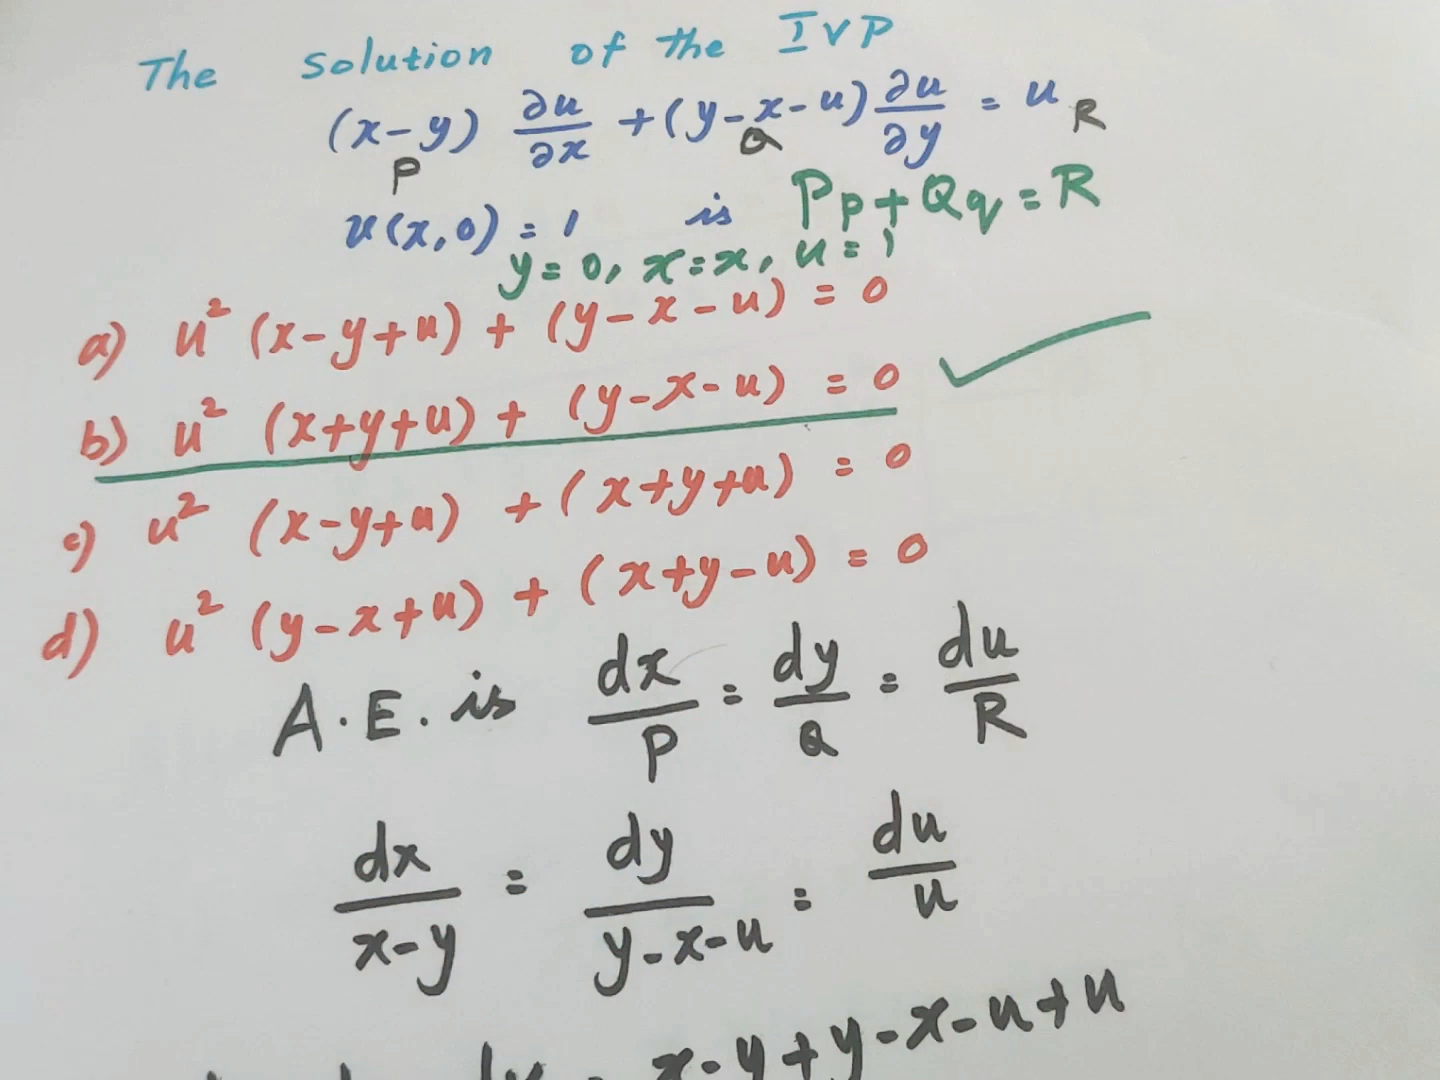 The solution of the IVP
(x-y) ∂u/∂x + (y-x-u) ∂u/∂y = u R
P Q
u(x,0) = 1 is Pp + Qq = R
y = 0, x = x, u = 1
a) u² (x-y+u) + (y-x-u) = 0
b) u² (x+y+u) + (y-x-u) = 0
c) u² (x-y+u) + (x+y+u) = 0
d) u² (y-x+u) + (x+y-u) = 0
A.E. is dx/P = dy/Q = du/R
dx/(x-y) = dy/(y-x-u) = du/u
x-y+y-x-u+u